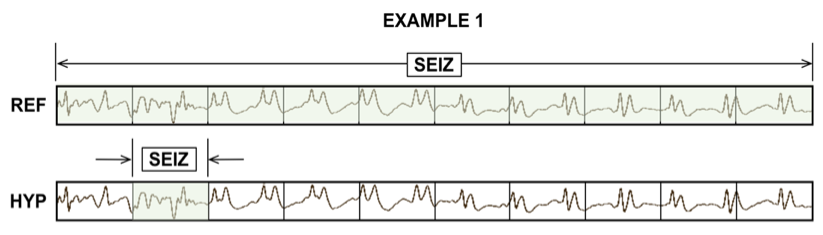 EXAMPLE 1
SEIZ
REF
SEIZ
HYP